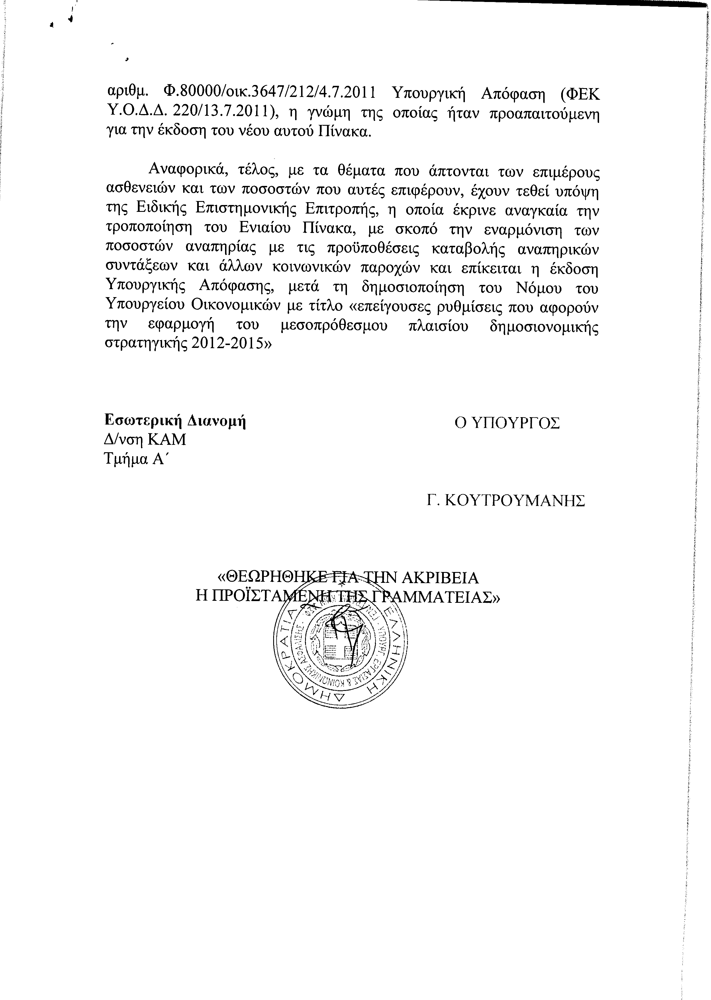 αριθμ. Φ.80000/οικ.3647/212/4.7.2011 Υπουργική Απόφαση (ΦΕΚ
Υ.Ο.Δ.Δ. 220/13.7.2011), η γνώμη της οποίας ήταν προαπαιτούμενη
για την έκδοση του νέου αυτού Πίνακα.
Αναφορικά, τέλος, με τα θέματα που άπτονται των επιμέρους
ασθενειών και των ποσοστών που αυτές επιφέρουν, έχουν τεθεί υπόψη
της Ειδικής Επιστημονικής Επιτροπής, η οποία έκρινε αναγκαία την
τροποποίηση του Ενιαίου Πίνακα, με σκοπό την εναρμόνιση των
ποσοστών αναπηρίας με τις προϋποθέσεις καταβολής αναπηρικών
συντάξεων και άλλων κοινωνικών παροχών και επίκειται η έκδοση
Υπουργικής Απόφασης, μετά τη δημοσιοποίηση του Νόμου του
Υπουργείου Οικονομικών με τίτλο «επείγουσες ρυθμίσεις που αφορούν
την εφαρμογή του μεσοπρόθεσμου πλαισίου δημοσιονομικής
στρατηγικής 2012-2015»
Εσωτερική Διανομή
Δ/νση ΚΑΜ
Τμήμα Α΄
Ο ΥΠΟΥΡΓΟΣ
Γ. ΚΟΥΤΡΟΥΜΑΝΗΣ
«ΘΕΩΡΗΘΗΚΕ ΓΙΑ ΤΗΝ ΑΚΡΙΒΕΙΑ
Η ΠΡΟΪΣΤΑΜΕΝΗ ΤΗΣ ΓΡΑΜΜΑΤΕΙΑΣ»
ΕΛΛΗΝΙΚΗ ΔΗΜΟΚΡΑΤΙΑ
ΥΠΟΥΡΓ. ΕΡΓΑΣΙΑΣ & ΚΟΙΝΩΝΙΚΗΣ ΑΣΦΑΛΙΣΗΣ